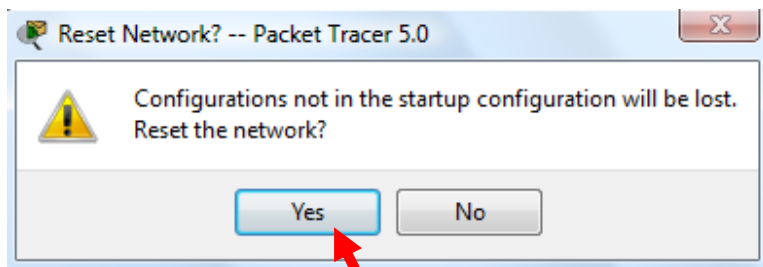 Reset Network? -- Packet Tracer 5.0
Configurations not in the startup configuration will be lost.
Reset the network?
Yes No